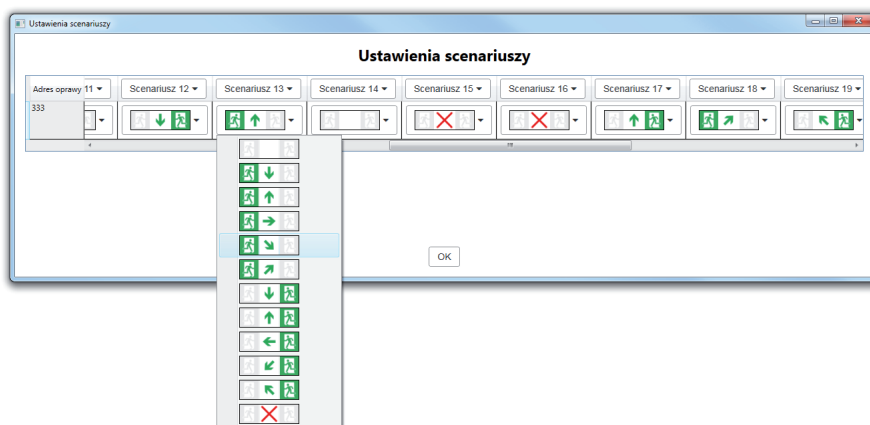 Ustawienia scenariuszy
Ustawienia scenariuszy
Adres oprawy 11 Scenariusz 12 Scenariusz 13 Scenariusz 14 Scenariusz 15 Scenariusz 16 Scenariusz 17 Scenariusz 18 Scenariusz 19
333
OK